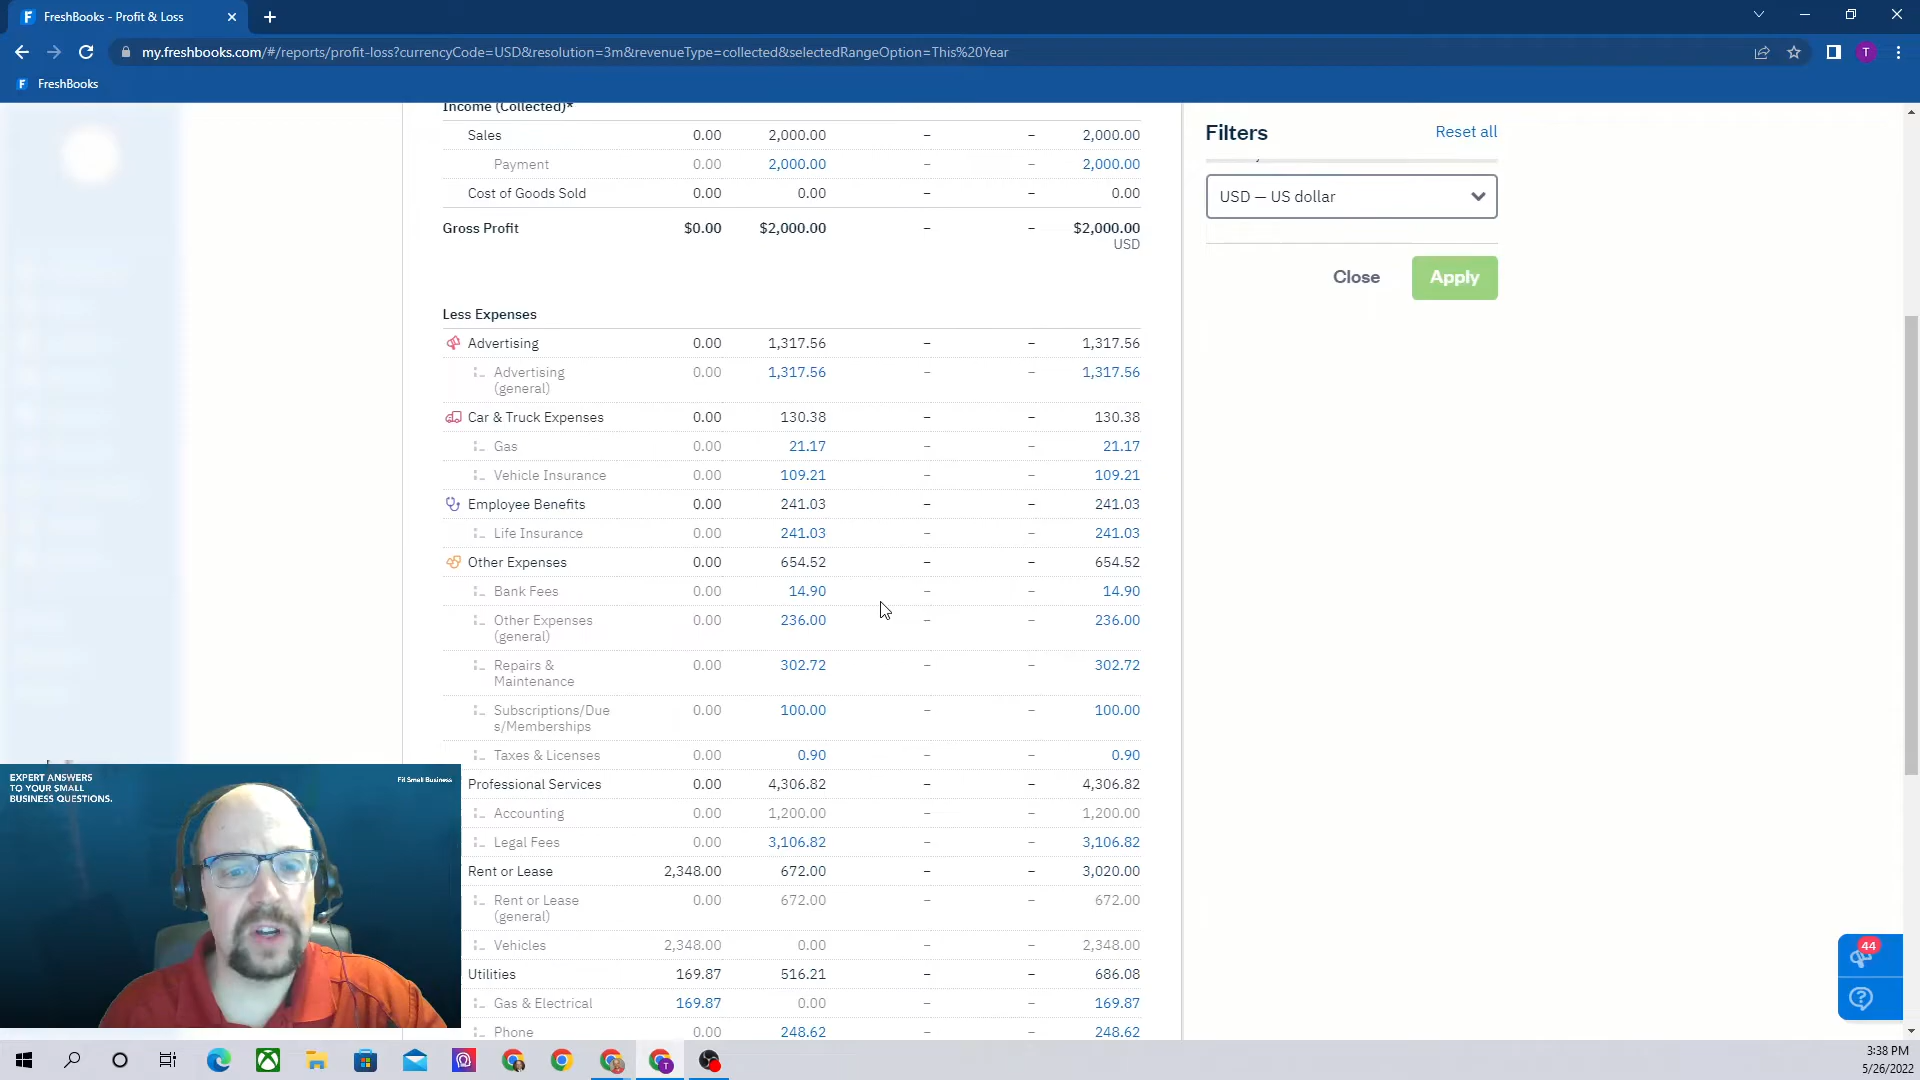 FreshBooks - Profit & Loss
my.freshbooks.com/#/reports/profit-loss?currencyCode=USD&resolution=3m&revenueType=collected&selectedRangeOption=This%20Year
T
FreshBooks
Income (Collected)*
Sales 0.00 2,000.00 – – 2,000.00
Payment 0.00 2,000.00 – – 2,000.00
Cost of Goods Sold 0.00 0.00 – – 0.00
Gross Profit $0.00 $2,000.00 – – $2,000.00
USD
Less Expenses
Advertising 0.00 1,317.56 – – 1,317.56
Advertising 0.00 1,317.56 – – 1,317.56
(general)
Car & Truck Expenses 0.00 130.38 – – 130.38
Gas 0.00 21.17 – – 21.17
Vehicle Insurance 0.00 109.21 – – 109.21
Employee Benefits 0.00 241.03 – – 241.03
Life Insurance 0.00 241.03 – – 241.03
Other Expenses 0.00 654.52 – – 654.52
Bank Fees 0.00 14.90 – – 14.90
Other Expenses 0.00 236.00 – – 236.00
(general)
Repairs & 0.00 302.72 – – 302.72
Maintenance
Subscriptions/Due 0.00 100.00 – – 100.00
s/Memberships
Taxes & Licenses 0.00 0.90 – – 0.90
Professional Services 0.00 4,306.82 – – 4,306.82
Accounting 0.00 1,200.00 – – 1,200.00
Legal Fees 0.00 3,106.82 – – 3,106.82
Rent or Lease 2,348.00 672.00 – – 3,020.00
Rent or Lease 0.00 672.00 – – 672.00
(general)
Vehicles 2,348.00 0.00 – – 2,348.00
Utilities 169.87 516.21 – – 686.08
Gas & Electrical 169.87 0.00 – – 169.87
Phone 0.00 248.62 – – 248.62
Filters Reset all
USD — US dollar
Close Apply
44
EXPERT ANSWERS
TO YOUR SMALL
BUSINESS QUESTIONS.
Fit Small Business
3:38 PM
5/26/2022